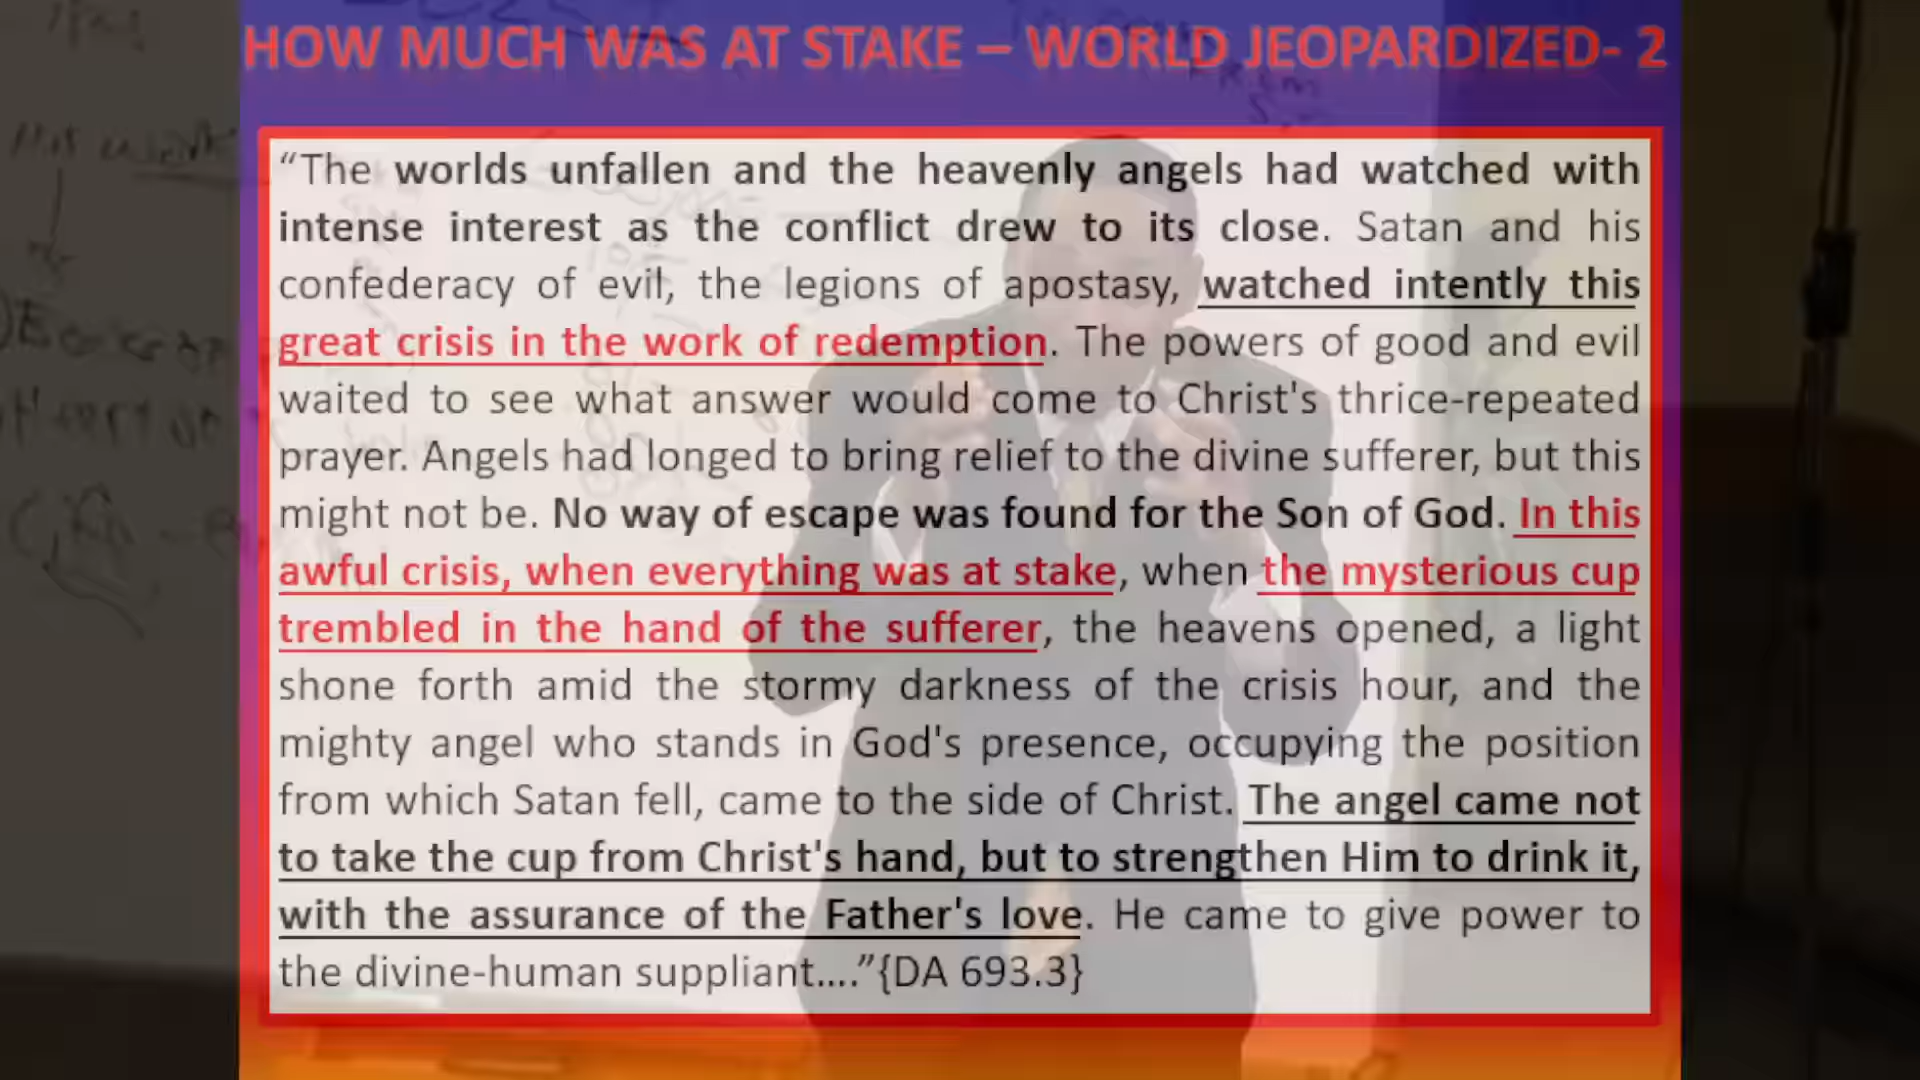 HOW MUCH WAS AT STAKE – WORLD JEOPARDIZED- 2
“The worlds unfallen and the heavenly angels had watched with
intense interest as the conflict drew to its close. Satan and his
confederacy of evil, the legions of apostasy, watched intently this
great crisis in the work of redemption. The powers of good and evil
waited to see what answer would come to Christ's thrice-repeated
prayer. Angels had longed to bring relief to the divine sufferer, but this
might not be. No way of escape was found for the Son of God. In this
awful crisis, when everything was at stake, when the mysterious cup
trembled in the hand of the sufferer, the heavens opened, a light
shone forth amid the stormy darkness of the crisis hour, and the
mighty angel who stands in God's presence, occupying the position
from which Satan fell, came to the side of Christ. The angel came not
to take the cup from Christ's hand, but to strengthen Him to drink it,
with the assurance of the Father's love. He came to give power to
the divine-human suppliant....”{DA 693.3}